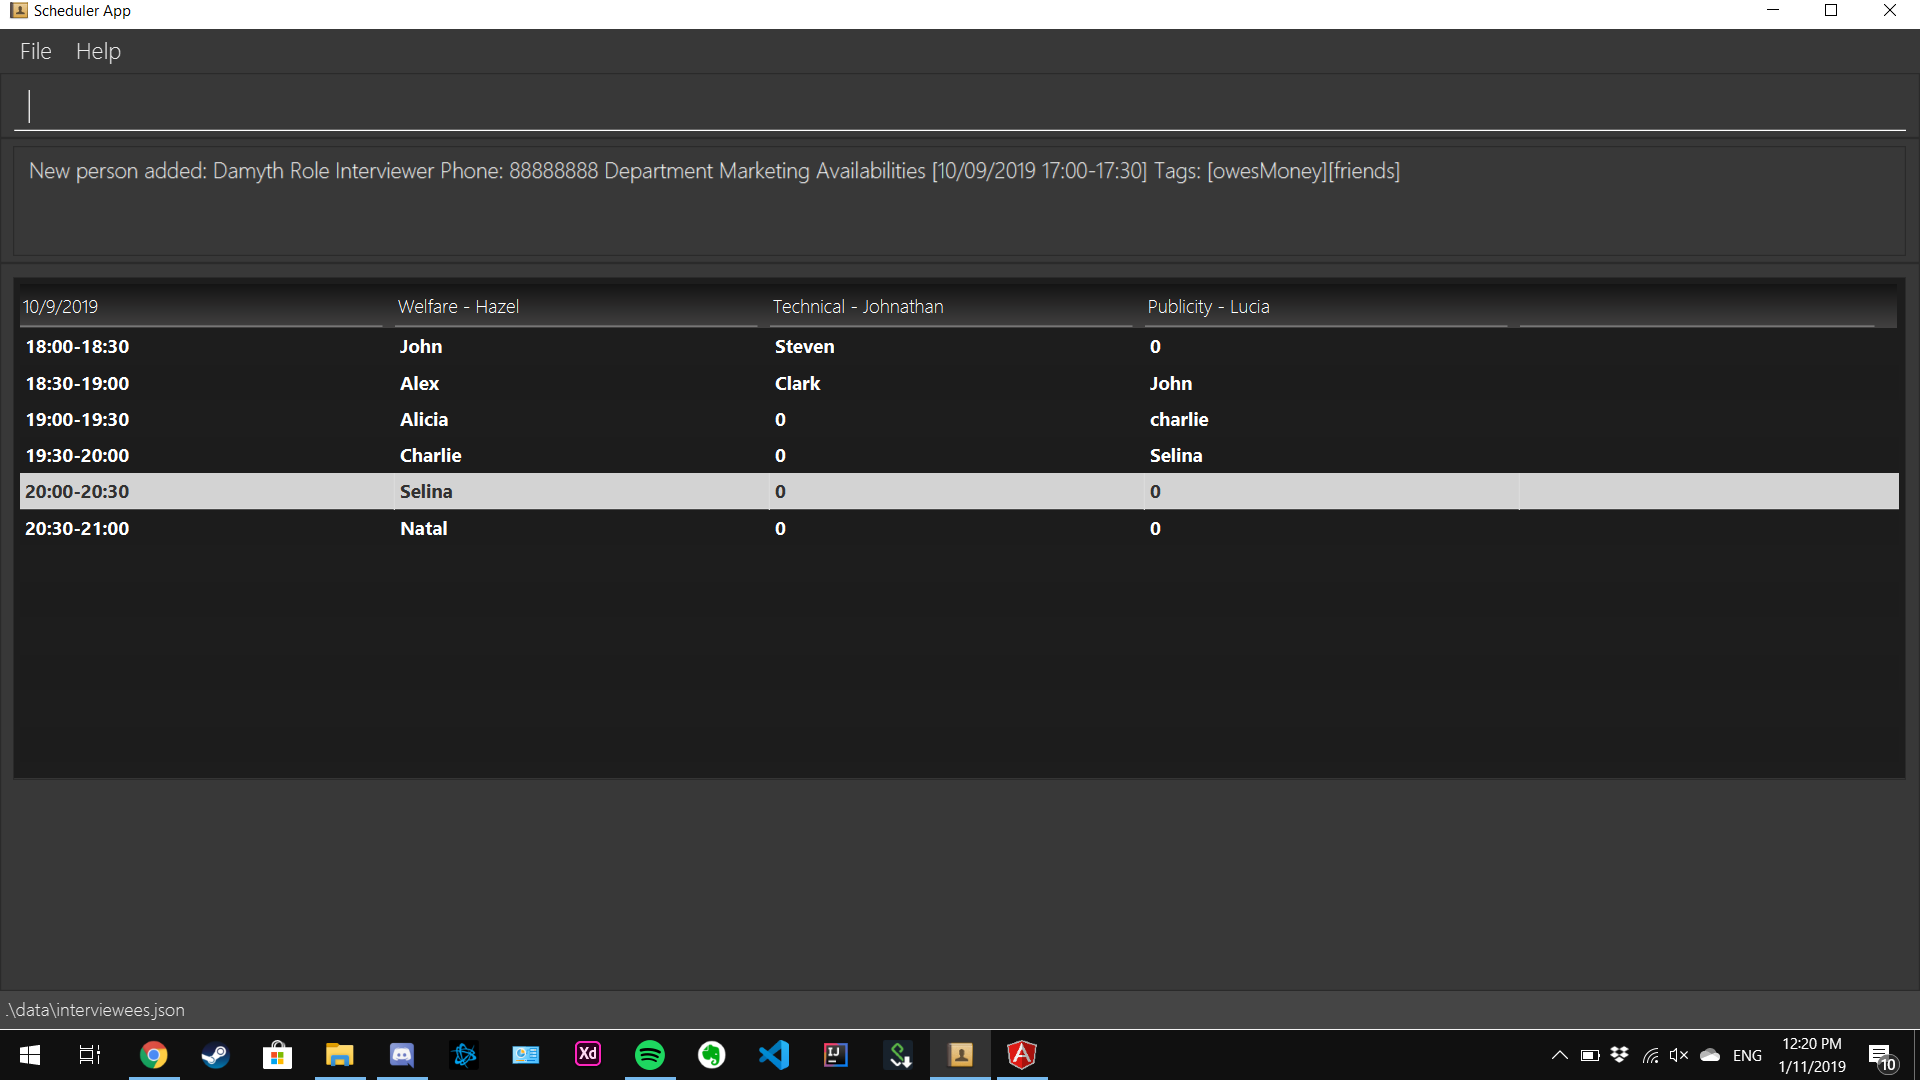 Scheduler App
File Help
New person added: Damyth Role Interviewer Phone: 88888888 Department Marketing Availabilities [10/09/2019 17:00-17:30] Tags: [owesMoney][friends]
10/9/2019 Welfare - Hazel Technical - Johnathan Publicity - Lucia
18:00-18:30 John Steven 0
18:30-19:00 Alex Clark John
19:00-19:30 Alicia 0 charlie
19:30-20:00 Charlie 0 Selina
20:00-20:30 Selina 0 0
20:30-21:00 Natal 0 0
.\data\interviewees.json
Xd
IJ
A
ENG
12:20 PM
1/11/2019
10